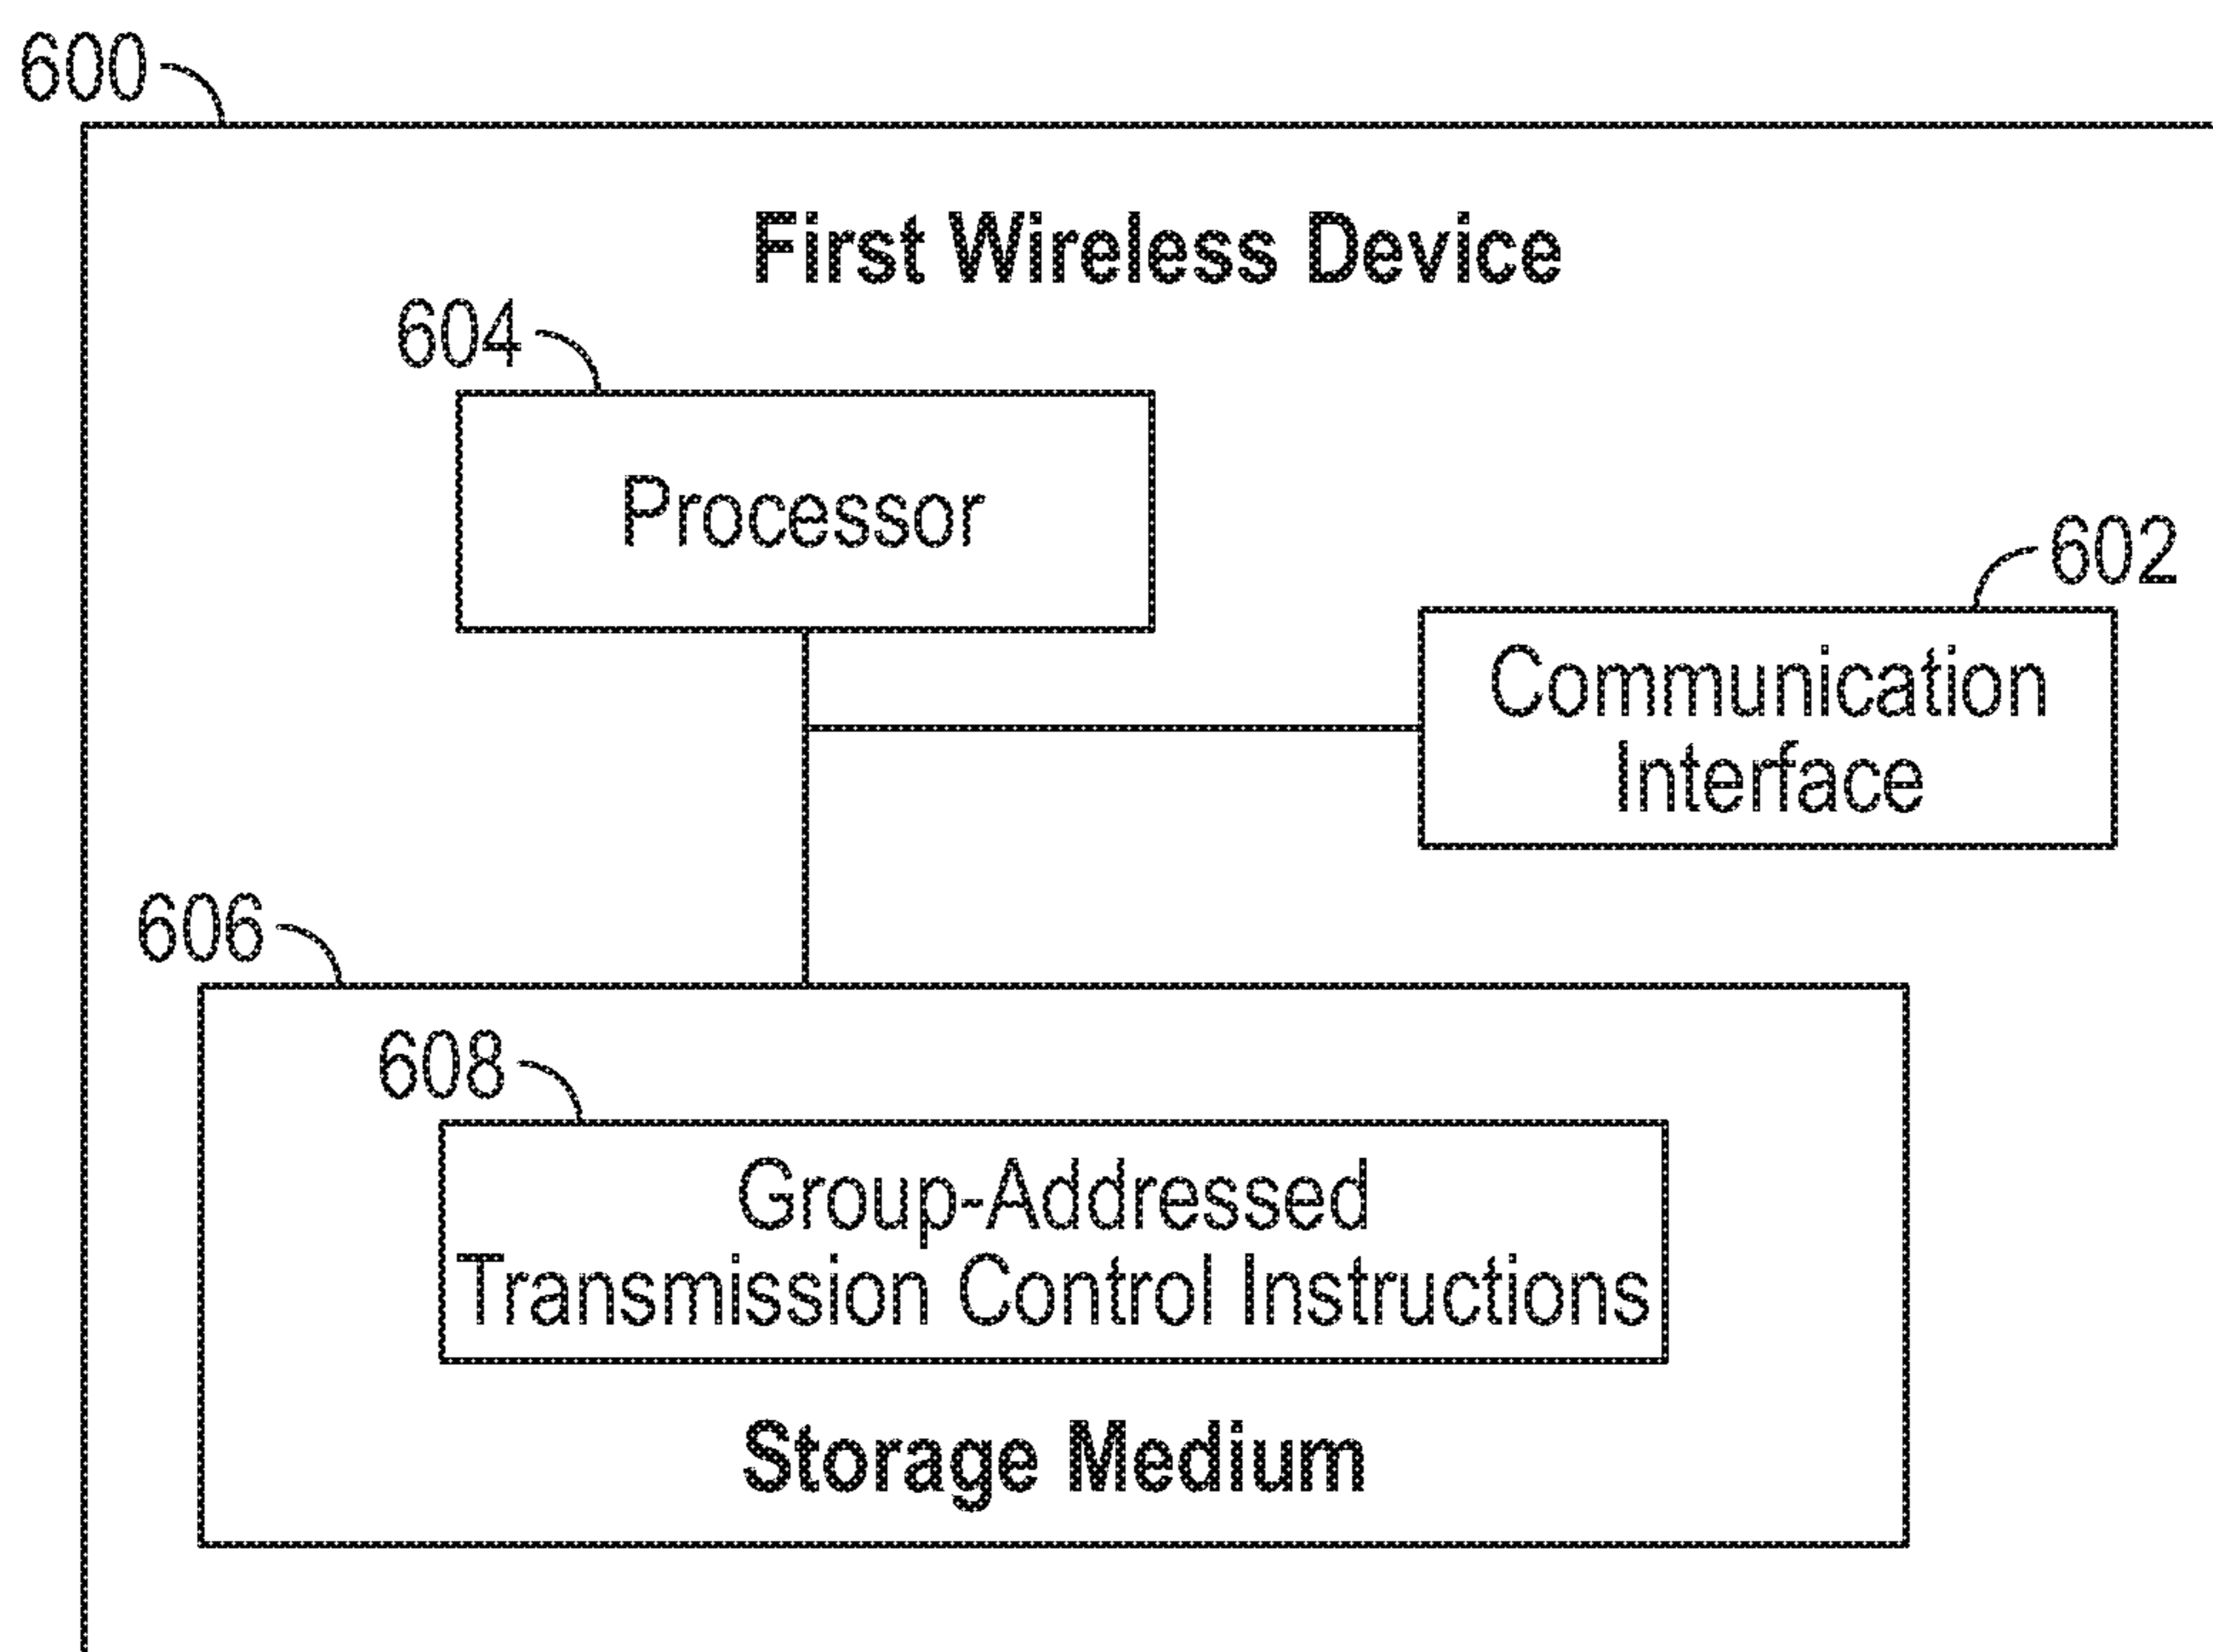 600
First Wireless Device
604
Processor
602
Communication
Interface
606
608
Group-Addressed
Transmission Control Instructions
Storage Medium